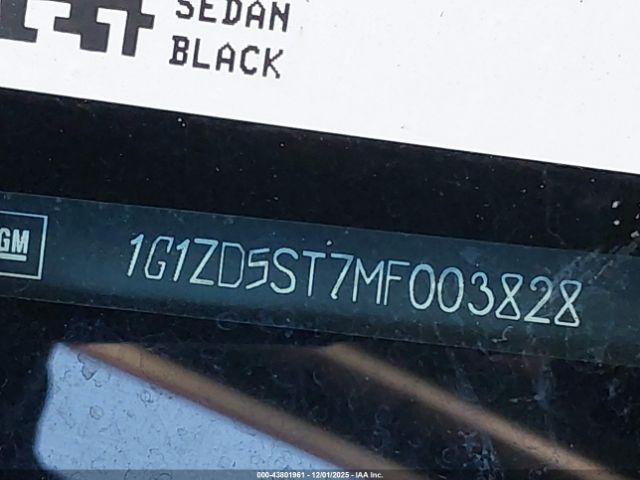 SEDAN
BLACK
GM
1G1ZD5ST7MF003828
000-43801961 - 12/01/2025 - IAA Inc.